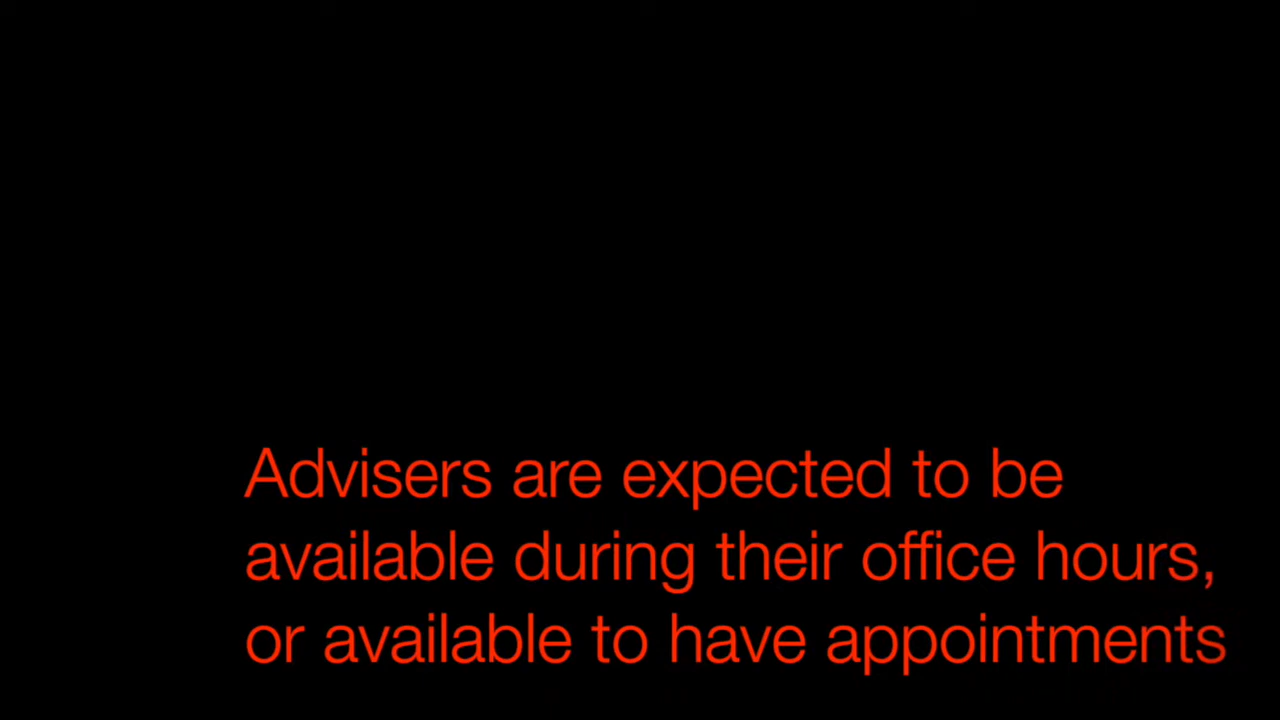 Advisers are expected to be
available during their office hours,
or available to have appointments